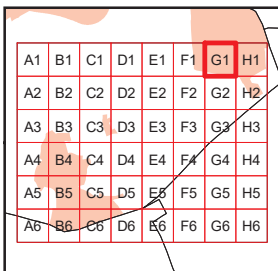 A1 B1 C1 D1 E1 F1 G1 H1
A2 B2 C2 D2 E2 F2 G2 H2
A3 B3 C3 D3 E3 F3 G3 H3
A4 B4 C4 D4 E4 F4 G4 H4
A5 B5 C5 D5 E5 F5 G5 H5
A6 B6 C6 D6 E6 F6 G6 H6